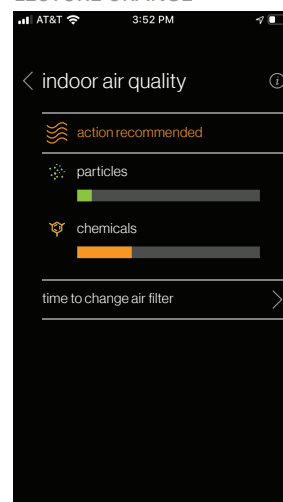 AT&T
3:52 PM
indoor air quality
action recommended
particles
chemicals
time to change air filter